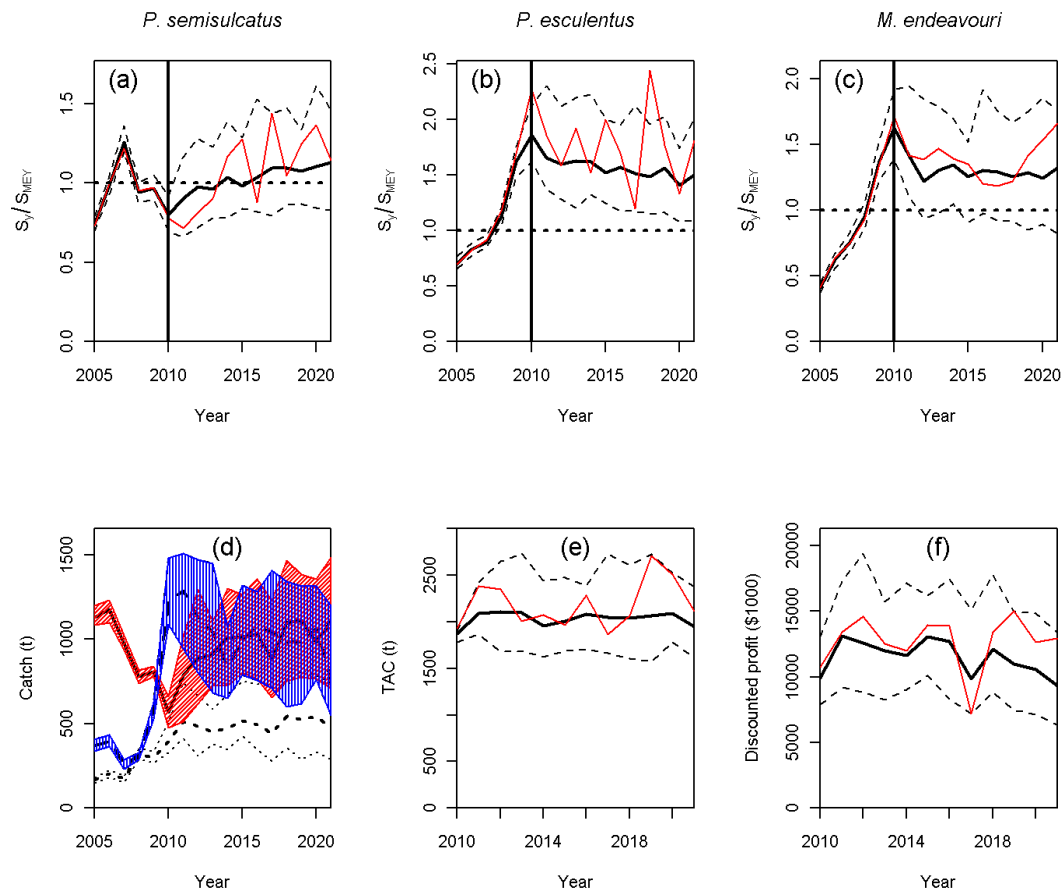 P. semisulcatus
P. esculentus
M. endeavouri
(a)
S_y / S_MEY
0.0 0.5 1.0 1.5
2005 2010 2015 2020
Year
(b)
S_y / S_MEY
0.0 0.5 1.0 1.5 2.0 2.5
2005 2010 2015 2020
Year
(c)
S_y / S_MEY
0.0 0.5 1.0 1.5 2.0
2005 2010 2015 2020
Year
(d)
Catch (t)
0 500 1000 1500
2005 2010 2015 2020
Year
(e)
TAC (t)
0 500 1500 2500
2010 2014 2018
Year
(f)
Discounted profit ($1000)
0 5000 10000 15000 20000
2010 2014 2018
Year